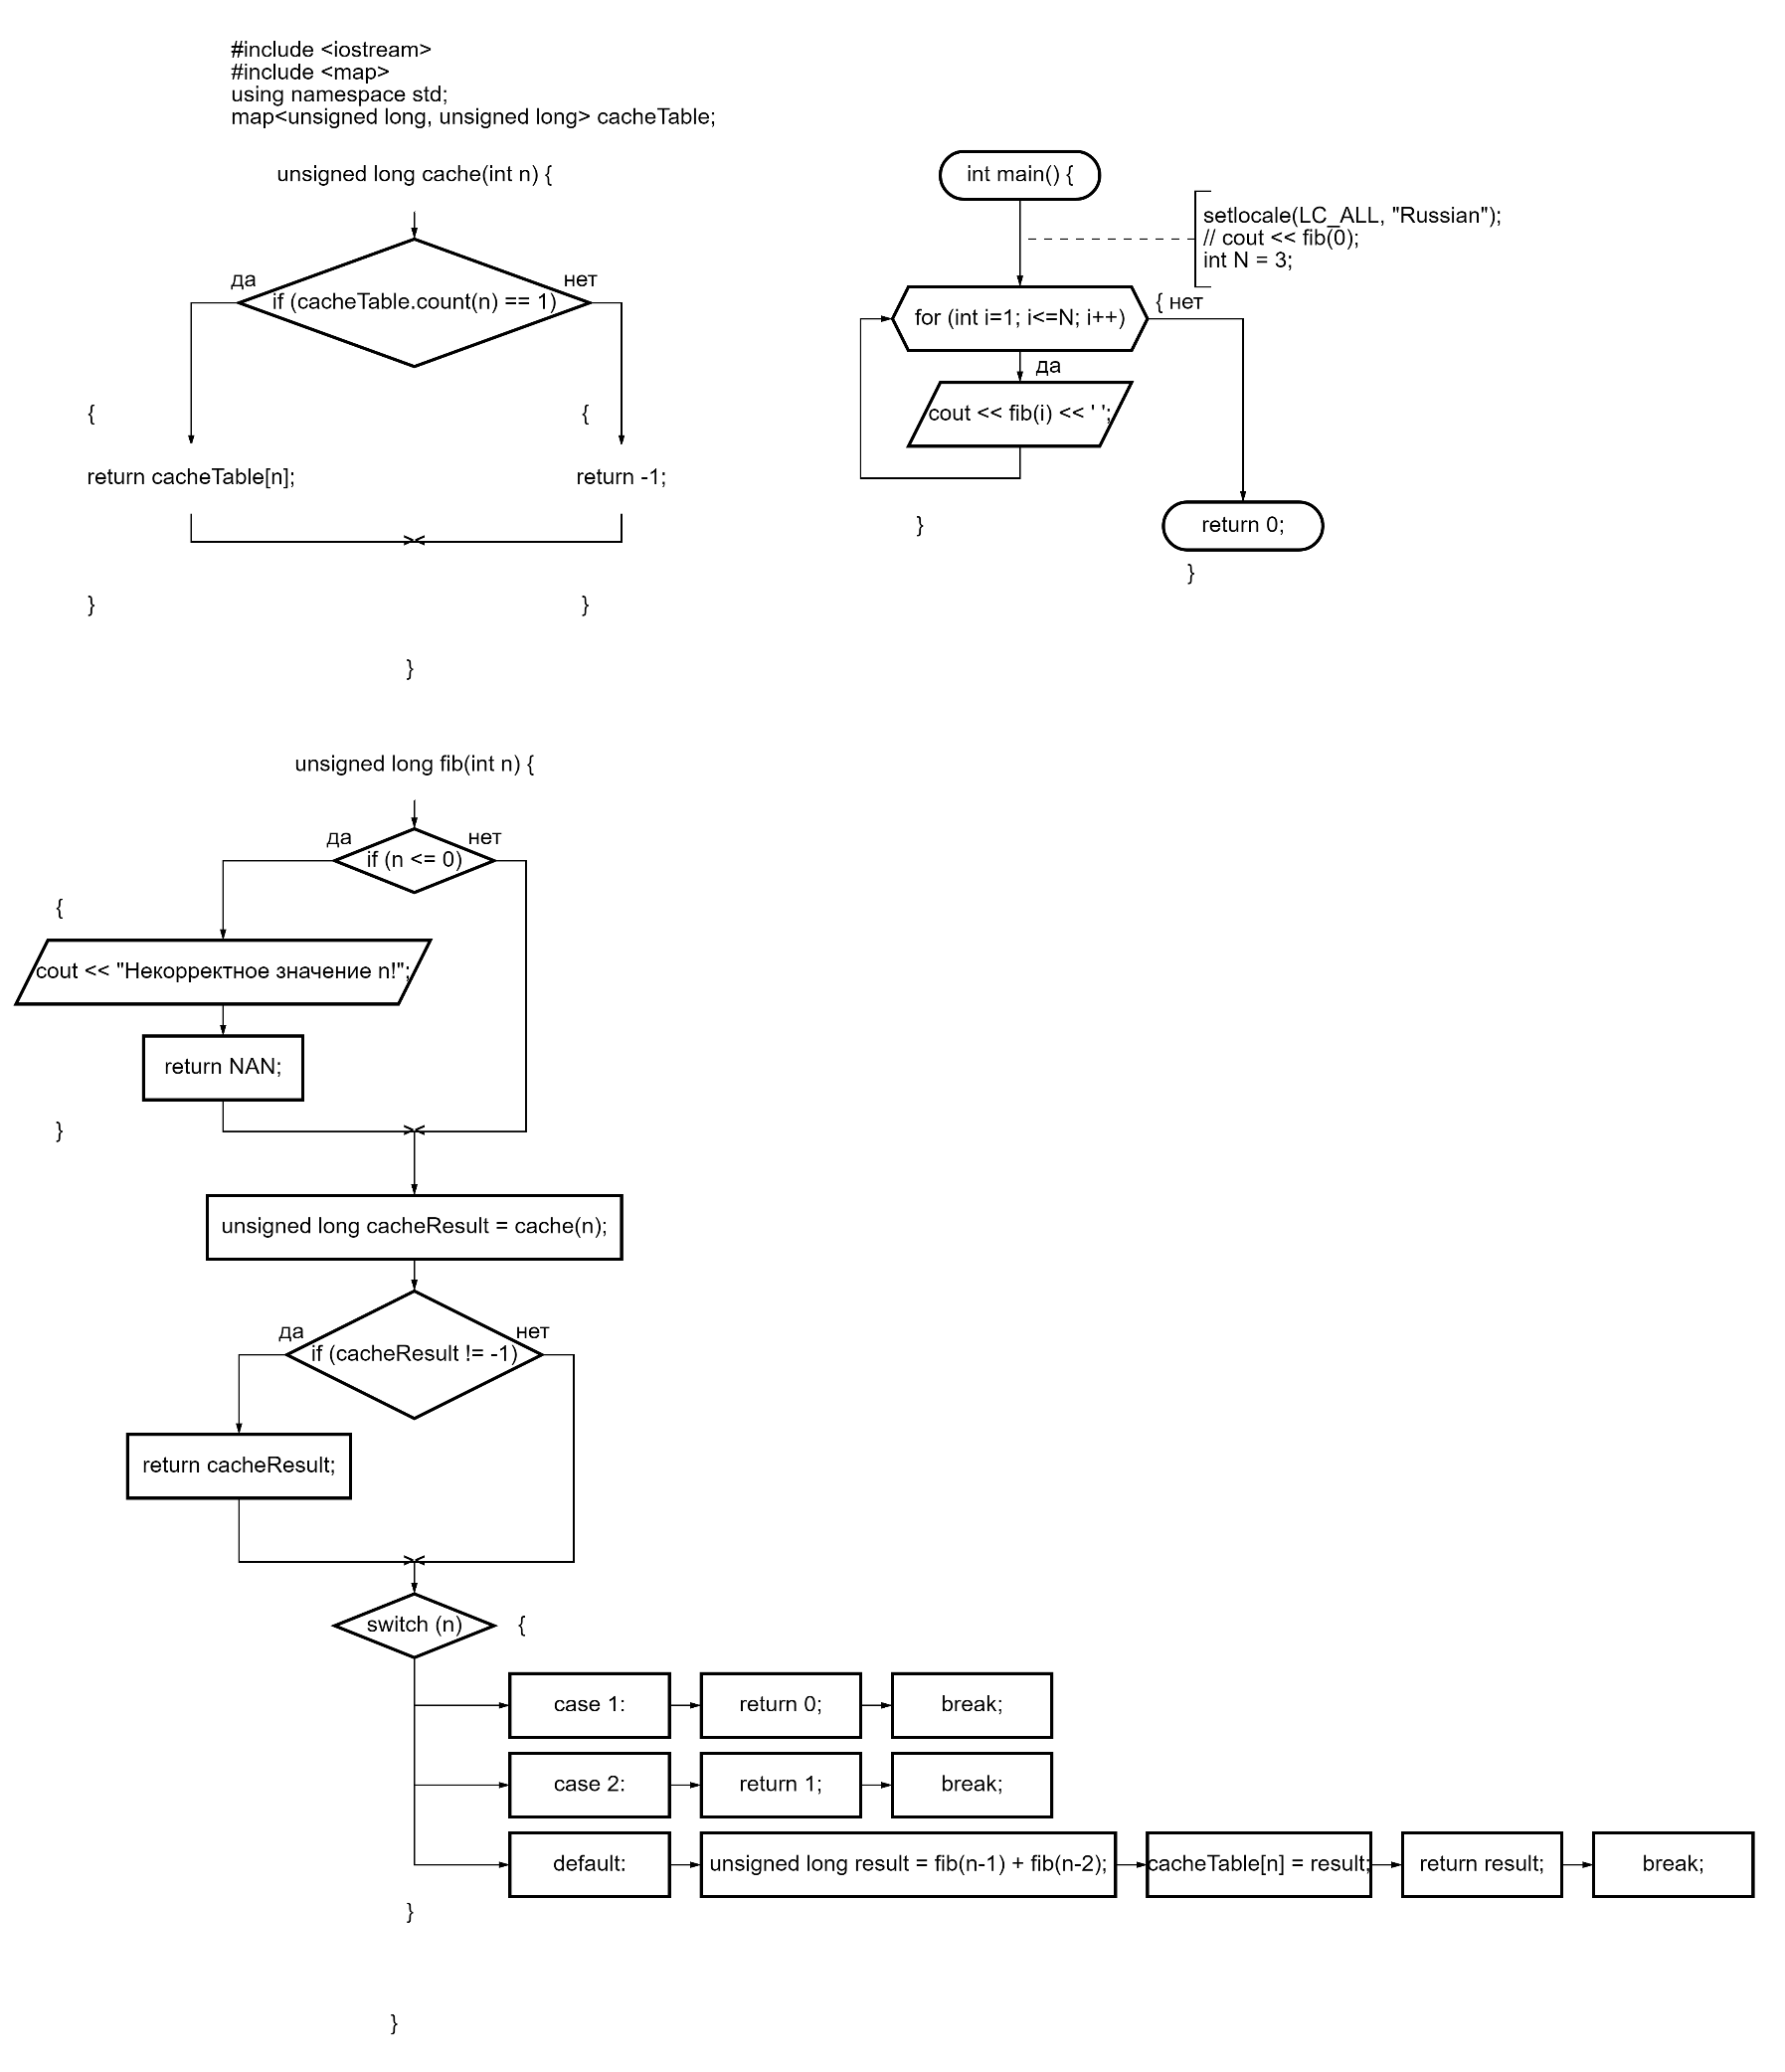 #include <iostream>
#include <map>
using namespace std;
map<unsigned long, unsigned long> cacheTable;
unsigned long cache(int n) {
да
нет
if (cacheTable.count(n) == 1)
{
{
return cacheTable[n];
return -1;
}
}
}
int main() {
setlocale(LC_ALL, "Russian");
// cout << fib(0);
int N = 3;
for (int i=1; i<=N; i++)
{ нет
да
cout << fib(i) << ' ';
}
return 0;
}
unsigned long fib(int n) {
да
нет
if (n <= 0)
{
cout << "Некорректное значение n!";
return NAN;
}
unsigned long cacheResult = cache(n);
да
нет
if (cacheResult != -1)
return cacheResult;
switch (n)
{
case 1:
return 0;
break;
case 2:
return 1;
break;
default:
unsigned long result = fib(n-1) + fib(n-2);
cacheTable[n] = result;
return result;
break;
}
}